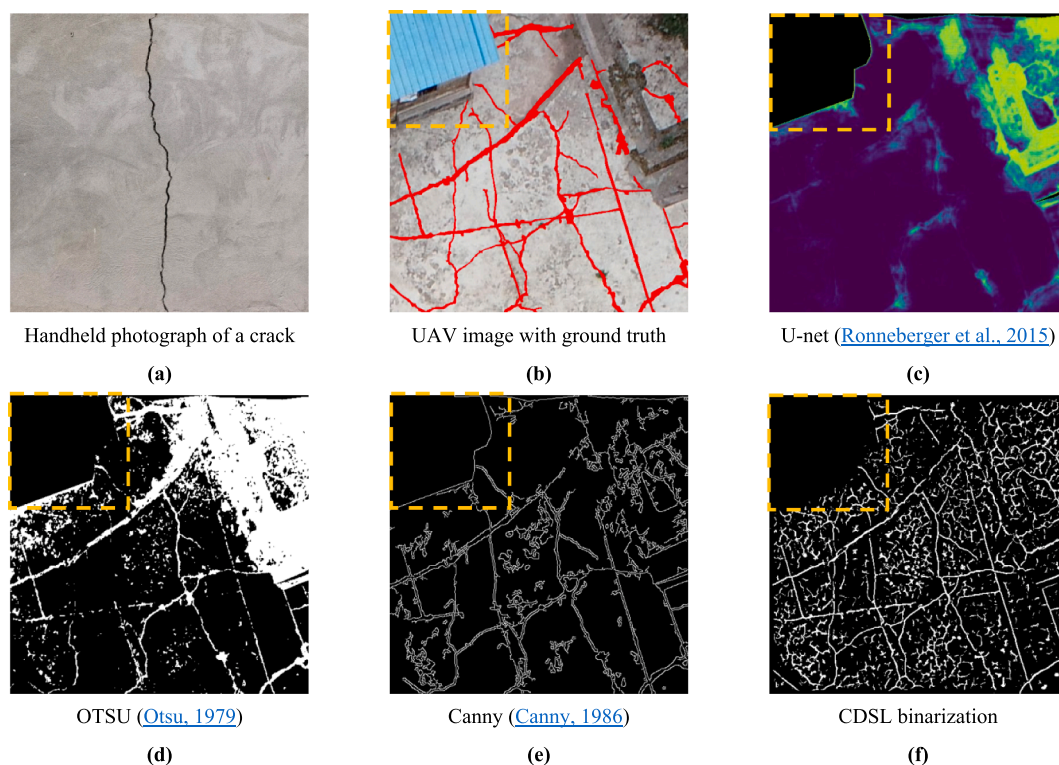 Handheld photograph of a crack
UAV image with ground truth
U-net (Ronneberger et al., 2015)
(a)
(b)
(c)
OTSU (Otsu, 1979)
Canny (Canny, 1986)
CDSL binarization
(d)
(e)
(f)